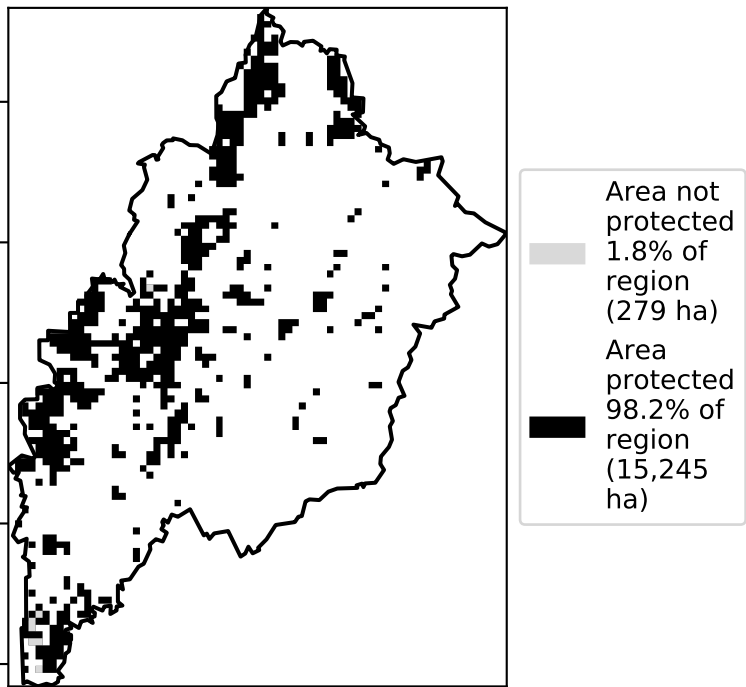 Area not
protected
1.8% of
region
(279 ha)
Area
protected
98.2% of
region
(15,245
ha)